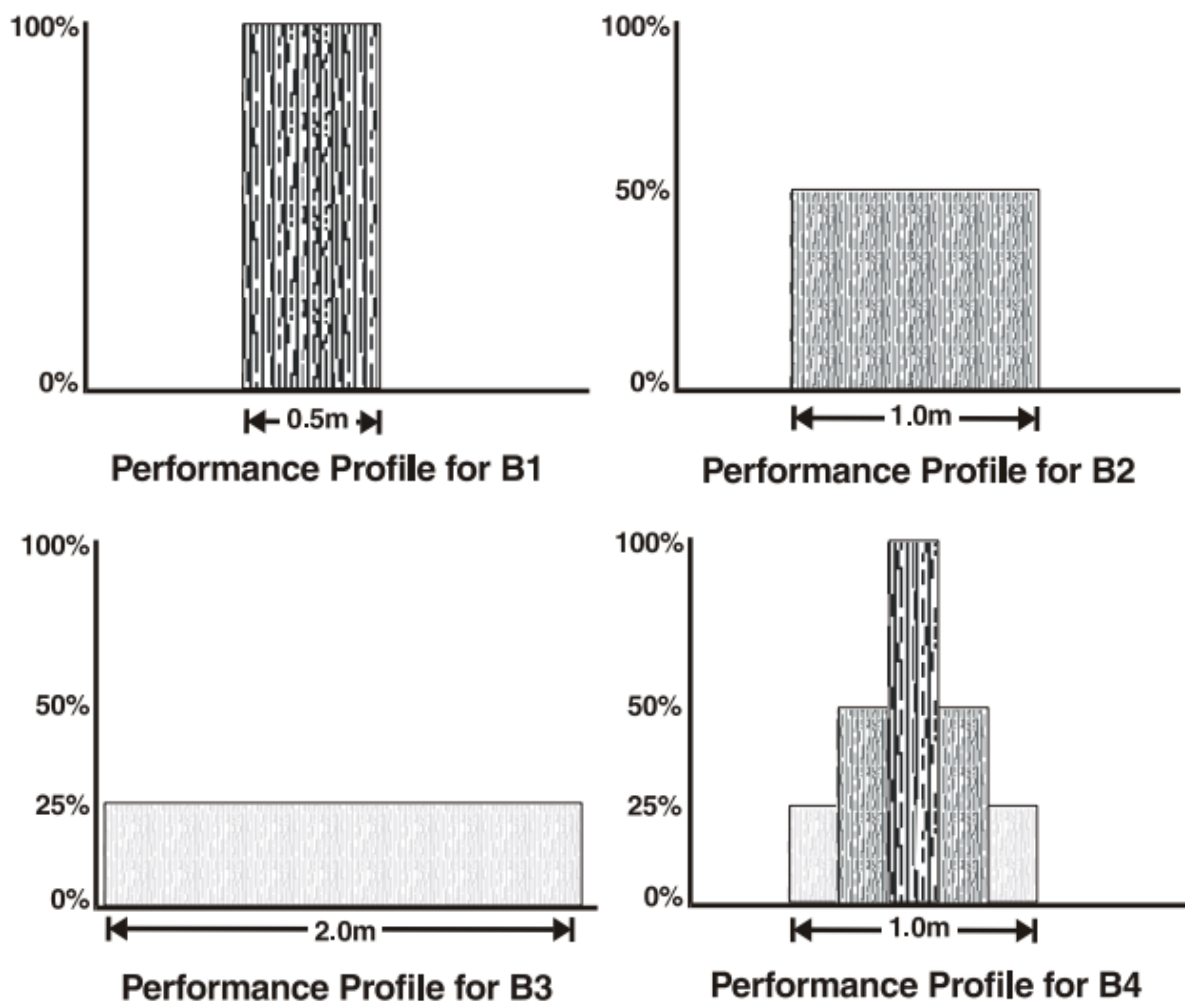 100%
0%
0.5m
Performance Profile for B1
100%
50%
0%
1.0m
Performance Profile for B2
100%
50%
25%
0%
2.0m
Performance Profile for B3
100%
50%
25%
0%
1.0m
Performance Profile for B4